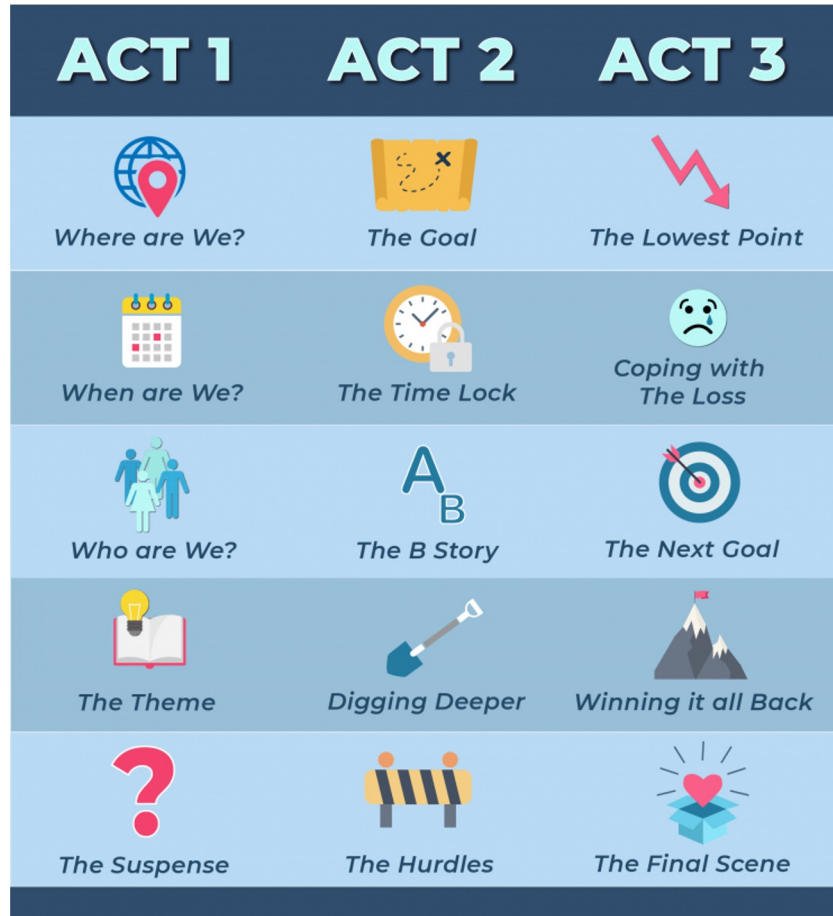 ACT 1 ACT 2 ACT 3
Where are We? The Goal The Lowest Point
When are We? The Time Lock Coping with
The Loss
Who are We? The B Story The Next Goal
The Theme Digging Deeper Winning it all Back
The Suspense The Hurdles The Final Scene